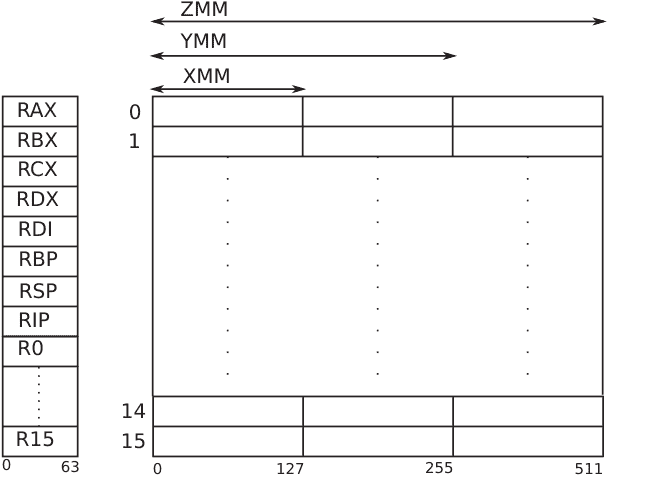 ZMM
YMM
XMM
RAX
RBX
RCX
RDX
RDI
RBP
RSP
RIP
R0
R15
0 63
0
1
14
15
0 127 255 511